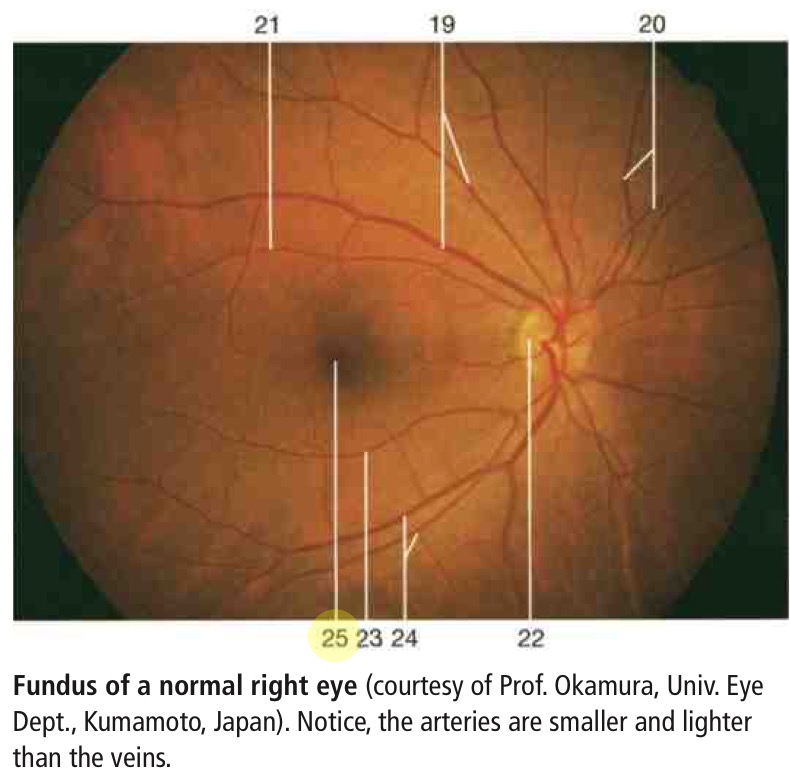 21 19 20
25 23 24 22
Fundus of a normal right eye (courtesy of Prof. Okamura, Univ. Eye
Dept., Kumamoto, Japan). Notice, the arteries are smaller and lighter
than the veins.